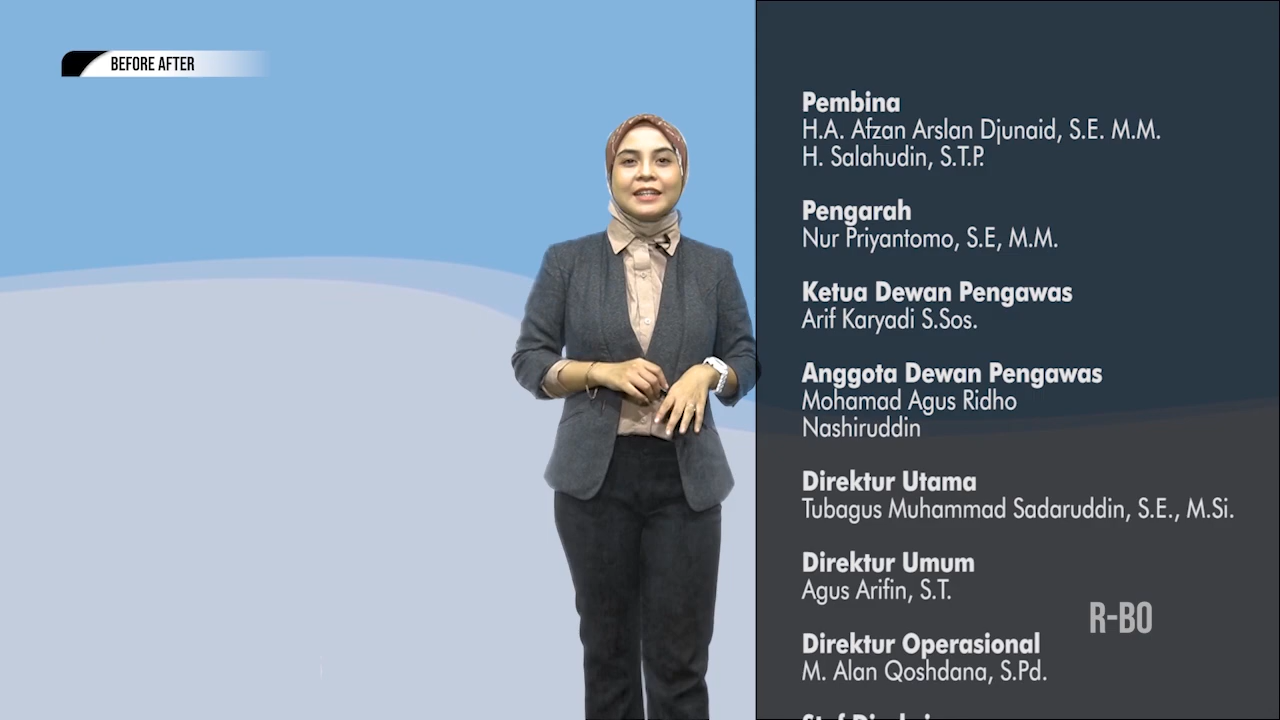 BEFORE AFTER
Pembina
H.A. Afzan Arslan Djunaid, S.E. M.M.
H. Salahudin, S.T.P.
Pengarah
Nur Priyantomo, S.E, M.M.
Ketua Dewan Pengawas
Arif Karyadi S.Sos.
Anggota Dewan Pengawas
Mohamad Agus Ridho
Nashiruddin
Direktur Utama
Tubagus Muhammad Sadaruddin, S.E., M.Si.
Direktur Umum
Agus Arifin, S.T.
R-BO
Direktur Operasional
M. Alan Qoshdana, S.Pd.